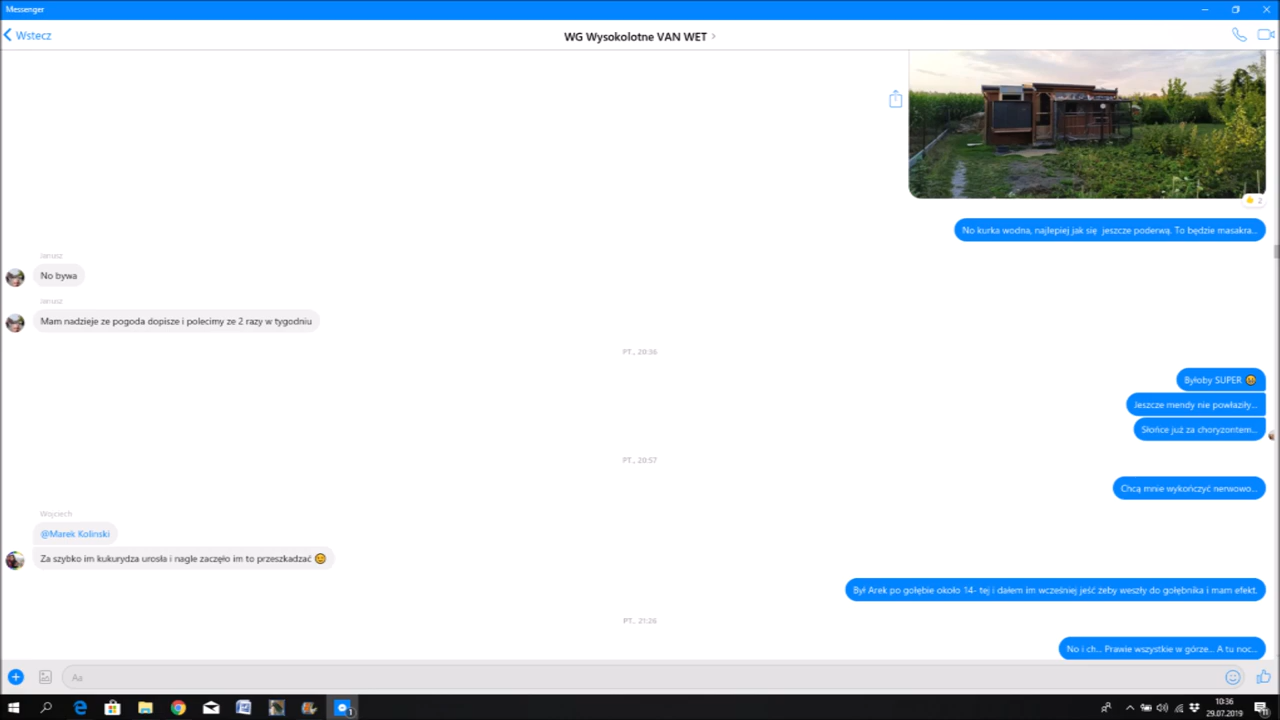 Messenger
Wstecz
WG Wysokolotne VAN WET
2
No kurka wodna, najlepiej jak się jeszcze poderwą. To będzie masakra...
Janusz
No bywa
Janusz
Mam nadzieje ze pogoda dopisze i polecimy ze 2 razy w tygodniu
PT., 20:36
Byłoby SUPER
Jeszcze mendy nie powłaziły...
Słońce już za choryzontem...
PT., 20:57
Chcą mnie wykończyć nerwowo...
Wojciech
@Marek Kolinski
Za szybko im kukurydza urosła i nagle zaczęło im to przeszkadzać
Był Arek po gołębie około 14- tej i dałem im wcześniej jeść żeby weszły do gołębnika i mam efekt.
PT., 21:26
No i ch... Prawie wszystkie w górze... A tu noc...
Aa
10:36
29.07.2019